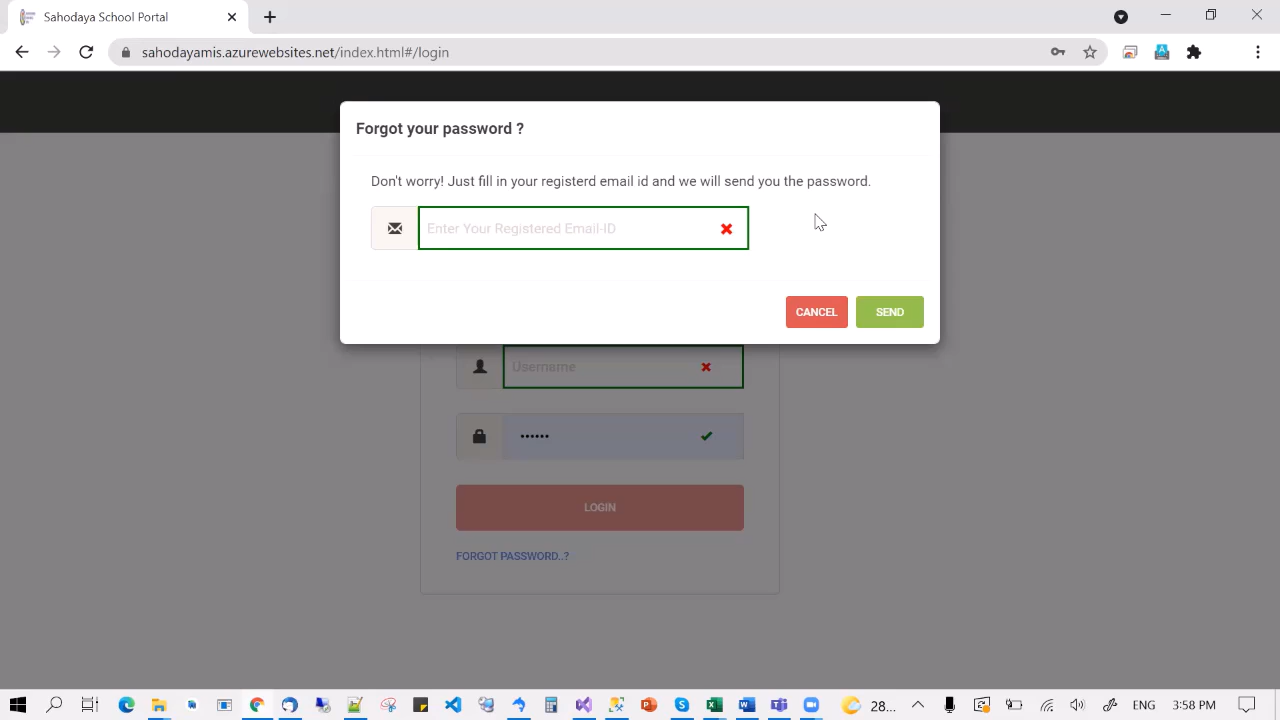 Sahodaya School Portal
sahodayamis.azurewebsites.net/index.html#/login
Forgot your password ?
Don't worry! Just fill in your registerd email id and we will send you the password.
Enter Your Registered Email-ID
CANCEL
SEND
Username
••••••
LOGIN
FORGOT PASSWORD..?
28...
ENG
3:58 PM